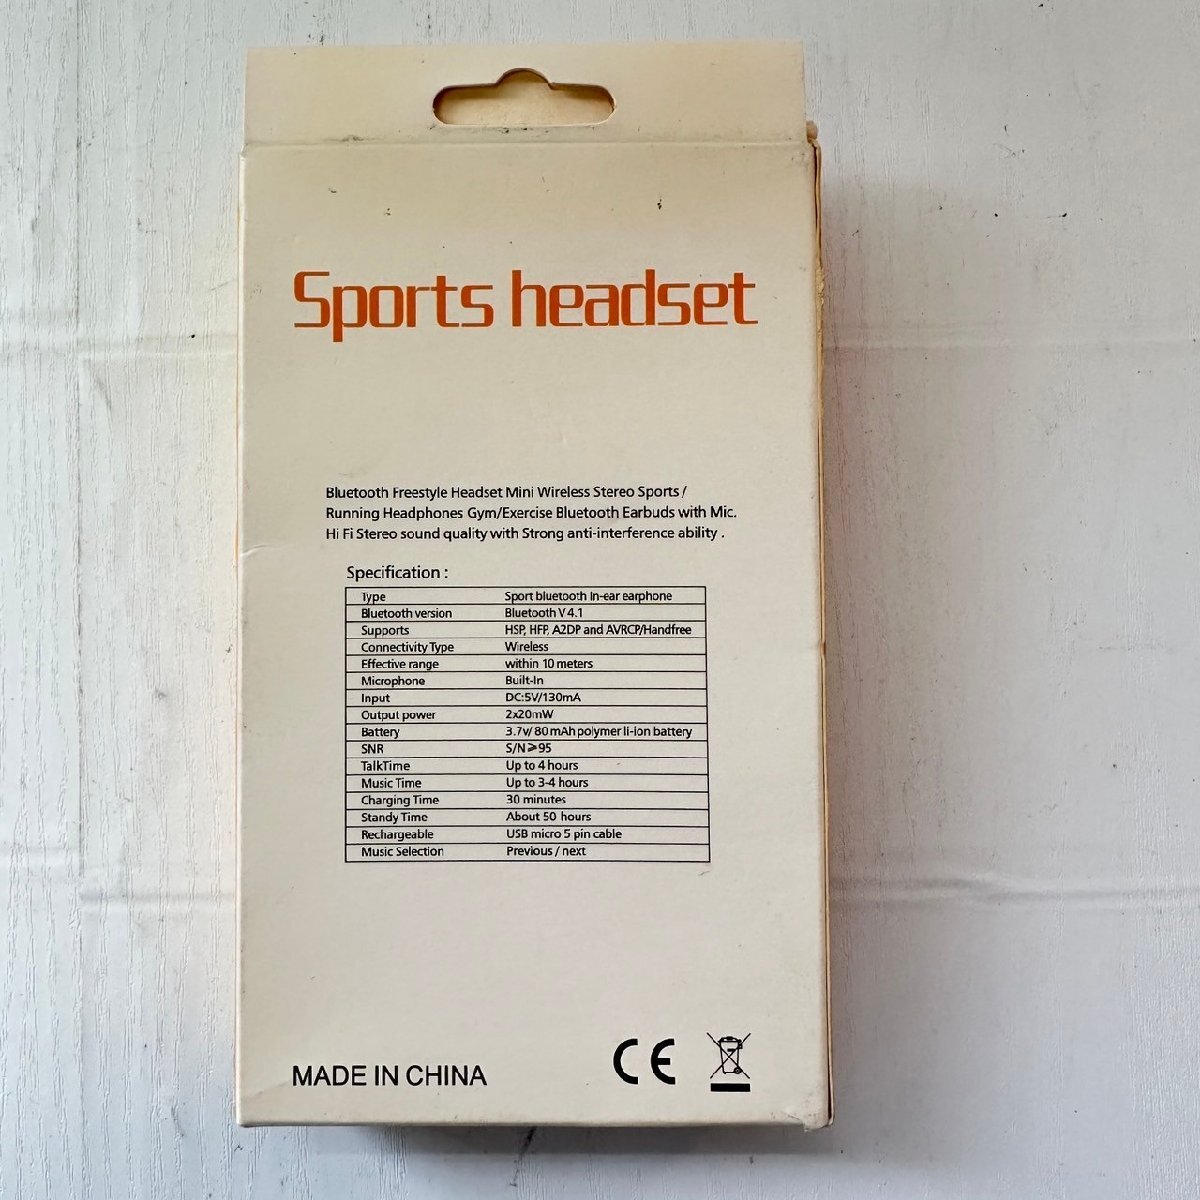 Sports headset
Bluetooth Freestyle Headset Mini Wireless Stereo Sports /
Running Headphones Gym/Exercise Bluetooth Earbuds with Mic.
Hi Fi Stereo sound quality with Strong anti-interference ability .
Specification :
Type Sport bluetooth In-ear earphone
Bluetooth version Bluetooth V 4.1
Supports HSP, HFP, A2DP and AVRCP/Handfree
Connectivity Type Wireless
Effective range within 10 meters
Microphone Built-In
Input DC:5V/130mA
Output power 2x20mW
Battery 3.7v/ 80 mAh polymer li-ion battery
SNR S/N⩾95
TalkTime Up to 4 hours
Music Time Up to 3-4 hours
Charging Time 30 minutes
Standy Time About 50 hours
Rechargeable USB micro 5 pin cable
Music Selection Previous / next
MADE IN CHINA CE